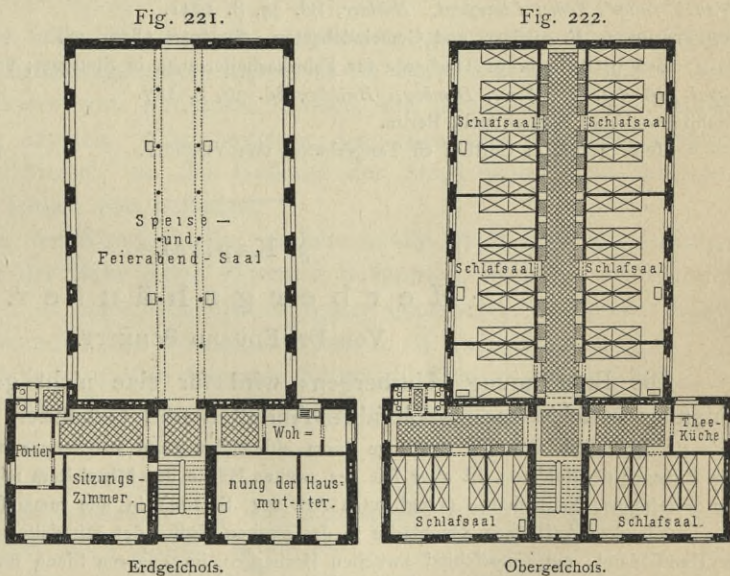 Fig. 221.
Fig. 222.
Speise —
und
Feierabend-Saal
Portier
Sitzungs-
Zimmer.
Woh =
nung der Haus=
mut-ter.
Erdgeſchoſs.
Schlafsaal
Schlafsaal
Schlafsaal
Schlafsaal
Thee-
Küche
Schlafsaal
Schlafsaal.
Obergeſchoſs.